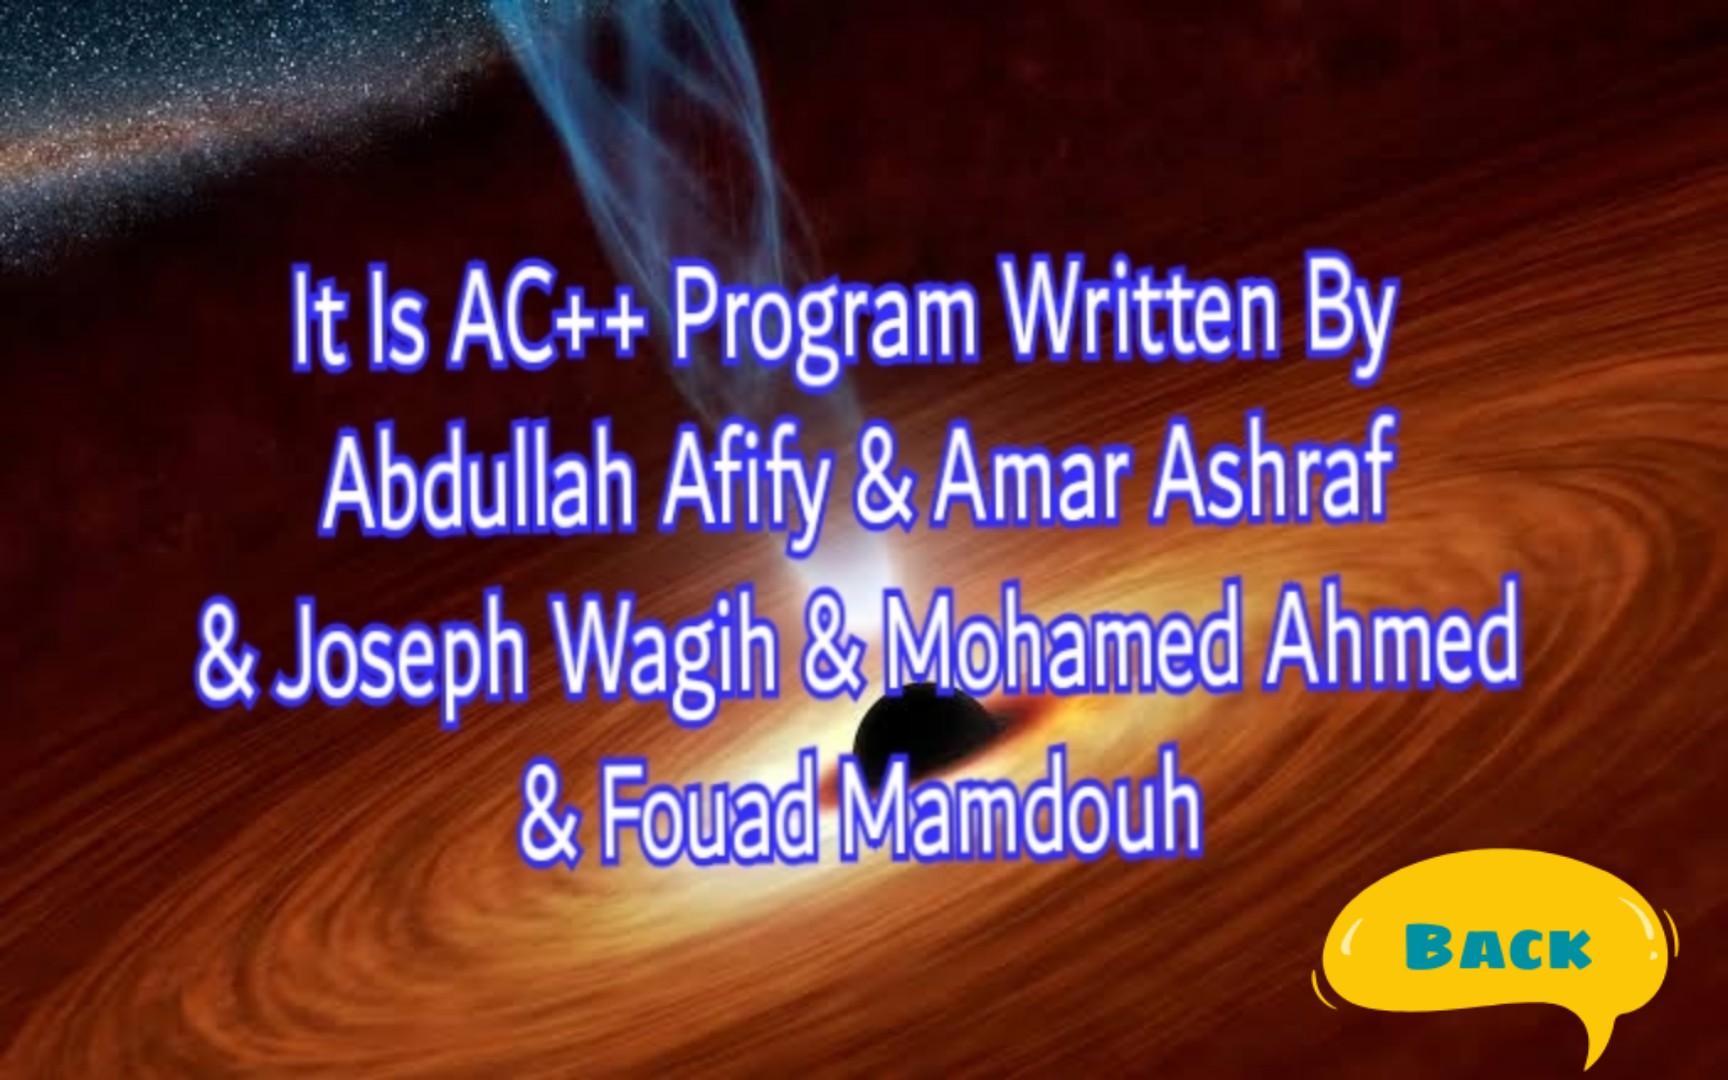 It Is AC++ Program Written By
Abdullah Afify & Amar Ashraf
& Joseph Wagih & Mohamed Ahmed
& Fouad Mamdouh
BACK